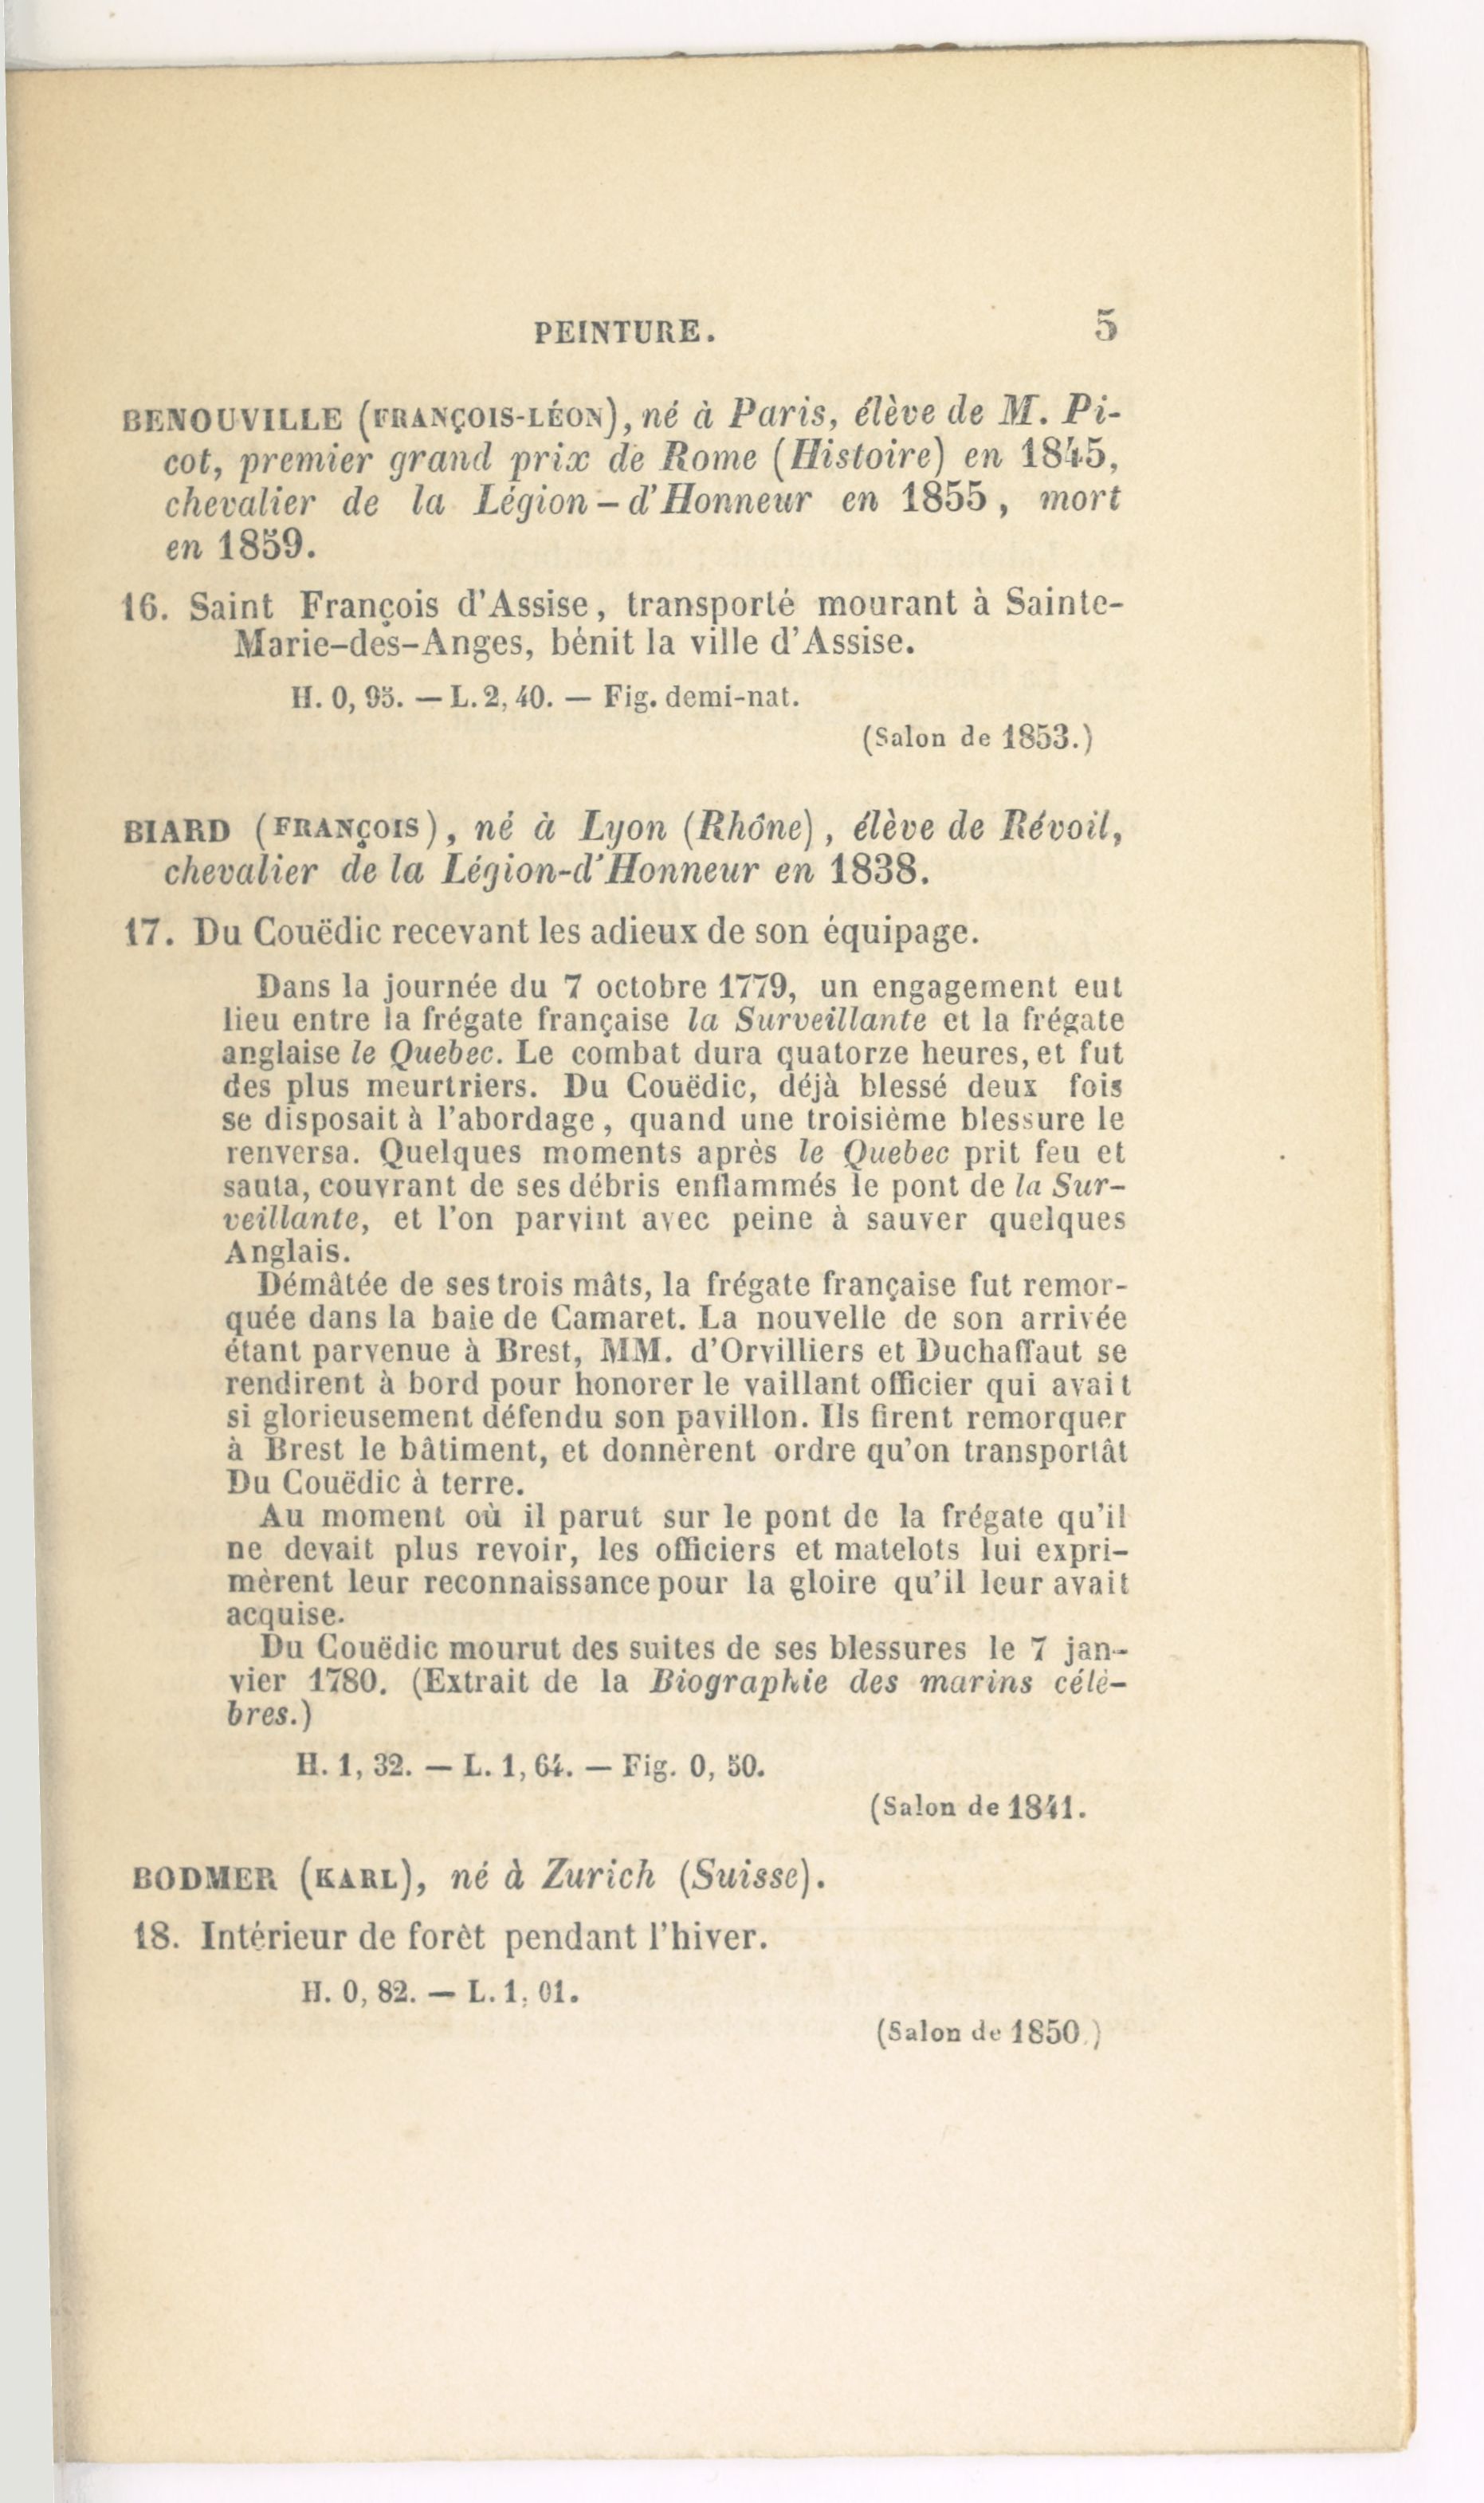 PEINTURE. 5
BENOUVILLE (FRANÇOIS-LÉON), né à Paris, élève de M. Pi-
cot, premier grand prix de Rome (Histoire) en 1845,
chevalier de la Légion-d'Honneur en 1855, mort
en 1859.
16. Saint François d'Assise, transporté mourant à Sainte-
Marie-des-Anges, bénit la ville d'Assise.
H. 0, 95. — L. 2, 40. — Fig. demi-nat.
(Salon de 1853.)
BIARD (FRANÇOIS), né à Lyon (Rhône), élève de Révoil,
chevalier de la Légion-d'Honneur en 1838.
17. Du Couëdic recevant les adieux de son équipage.
Dans la journée du 7 octobre 1779, un engagement eut
lieu entre la frégate française la Surveillante et la frégate
anglaise le Quebec. Le combat dura quatorze heures, et fut
des plus meurtriers. Du Couëdic, déjà blessé deux fois
se disposait à l'abordage, quand une troisième blessure le
renversa. Quelques moments après le Quebec prit feu et
sauta, couvrant de ses débris enflammés le pont de la Sur-
veillante, et l'on parvint avec peine à sauver quelques
Anglais.
Démâtée de ses trois mâts, la frégate française fut remor-
quée dans la baie de Camaret. La nouvelle de son arrivée
étant parvenue à Brest, MM. d'Orvilliers et Duchaffaut se
rendirent à bord pour honorer le vaillant officier qui avait
si glorieusement défendu son pavillon. Ils firent remorquer
à Brest le bâtiment, et donnèrent ordre qu'on transportât
Du Couëdic à terre.
Au moment où il parut sur le pont de la frégate qu'il
ne devait plus revoir, les officiers et matelots lui expri-
mèrent leur reconnaissance pour la gloire qu'il leur avait
acquise.
Du Couëdic mourut des suites de ses blessures le 7 jan-
vier 1780. (Extrait de la Biographie des marins célè-
bres.)
H. 1, 32. — L. 1, 64. — Fig. 0, 50.
(Salon de 1841.
BODMER (KARL), né à Zurich (Suisse).
18. Intérieur de forêt pendant l'hiver.
H. 0, 82. — L. 1, 01.
(Salon de 1850.)